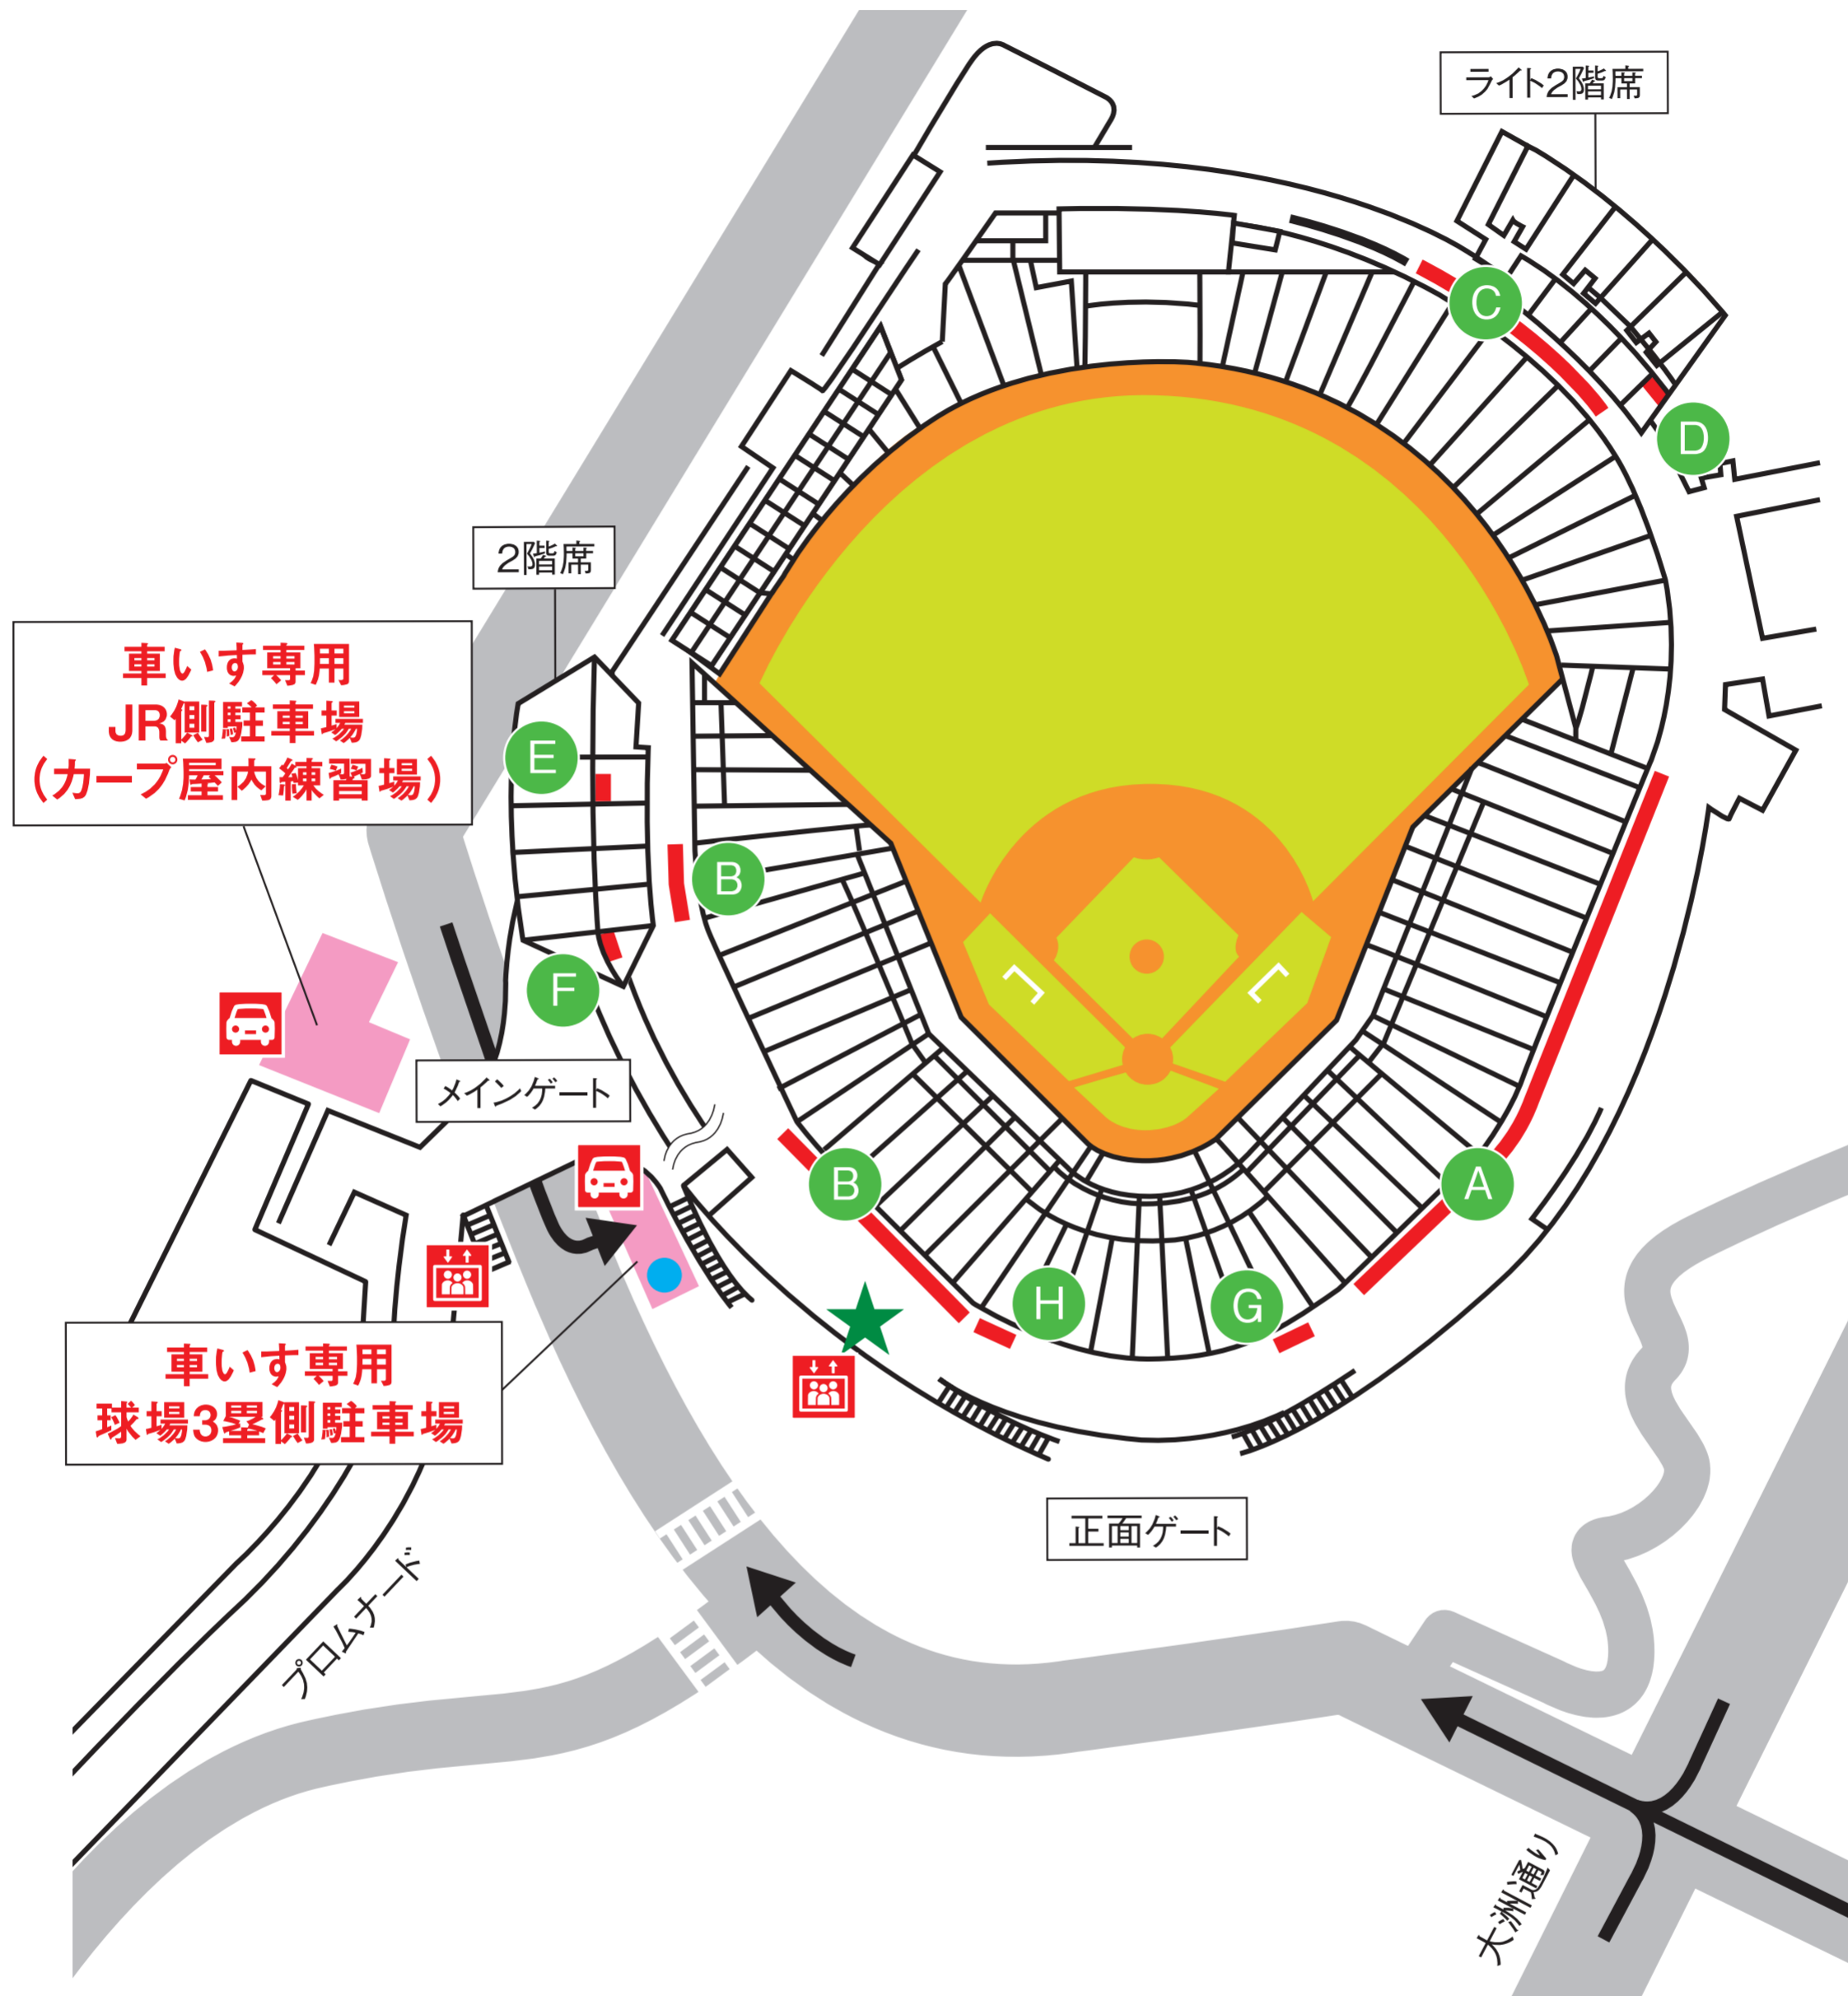 ライト2階席
C
D
2階席
車いす専用
JR側駐車場
(カープ屋内練習場)
E
B
F
メインゲート
B
A
H
G
車いす専用
球場3塁側駐車場
正面ゲート
プロムナード
大洲通り